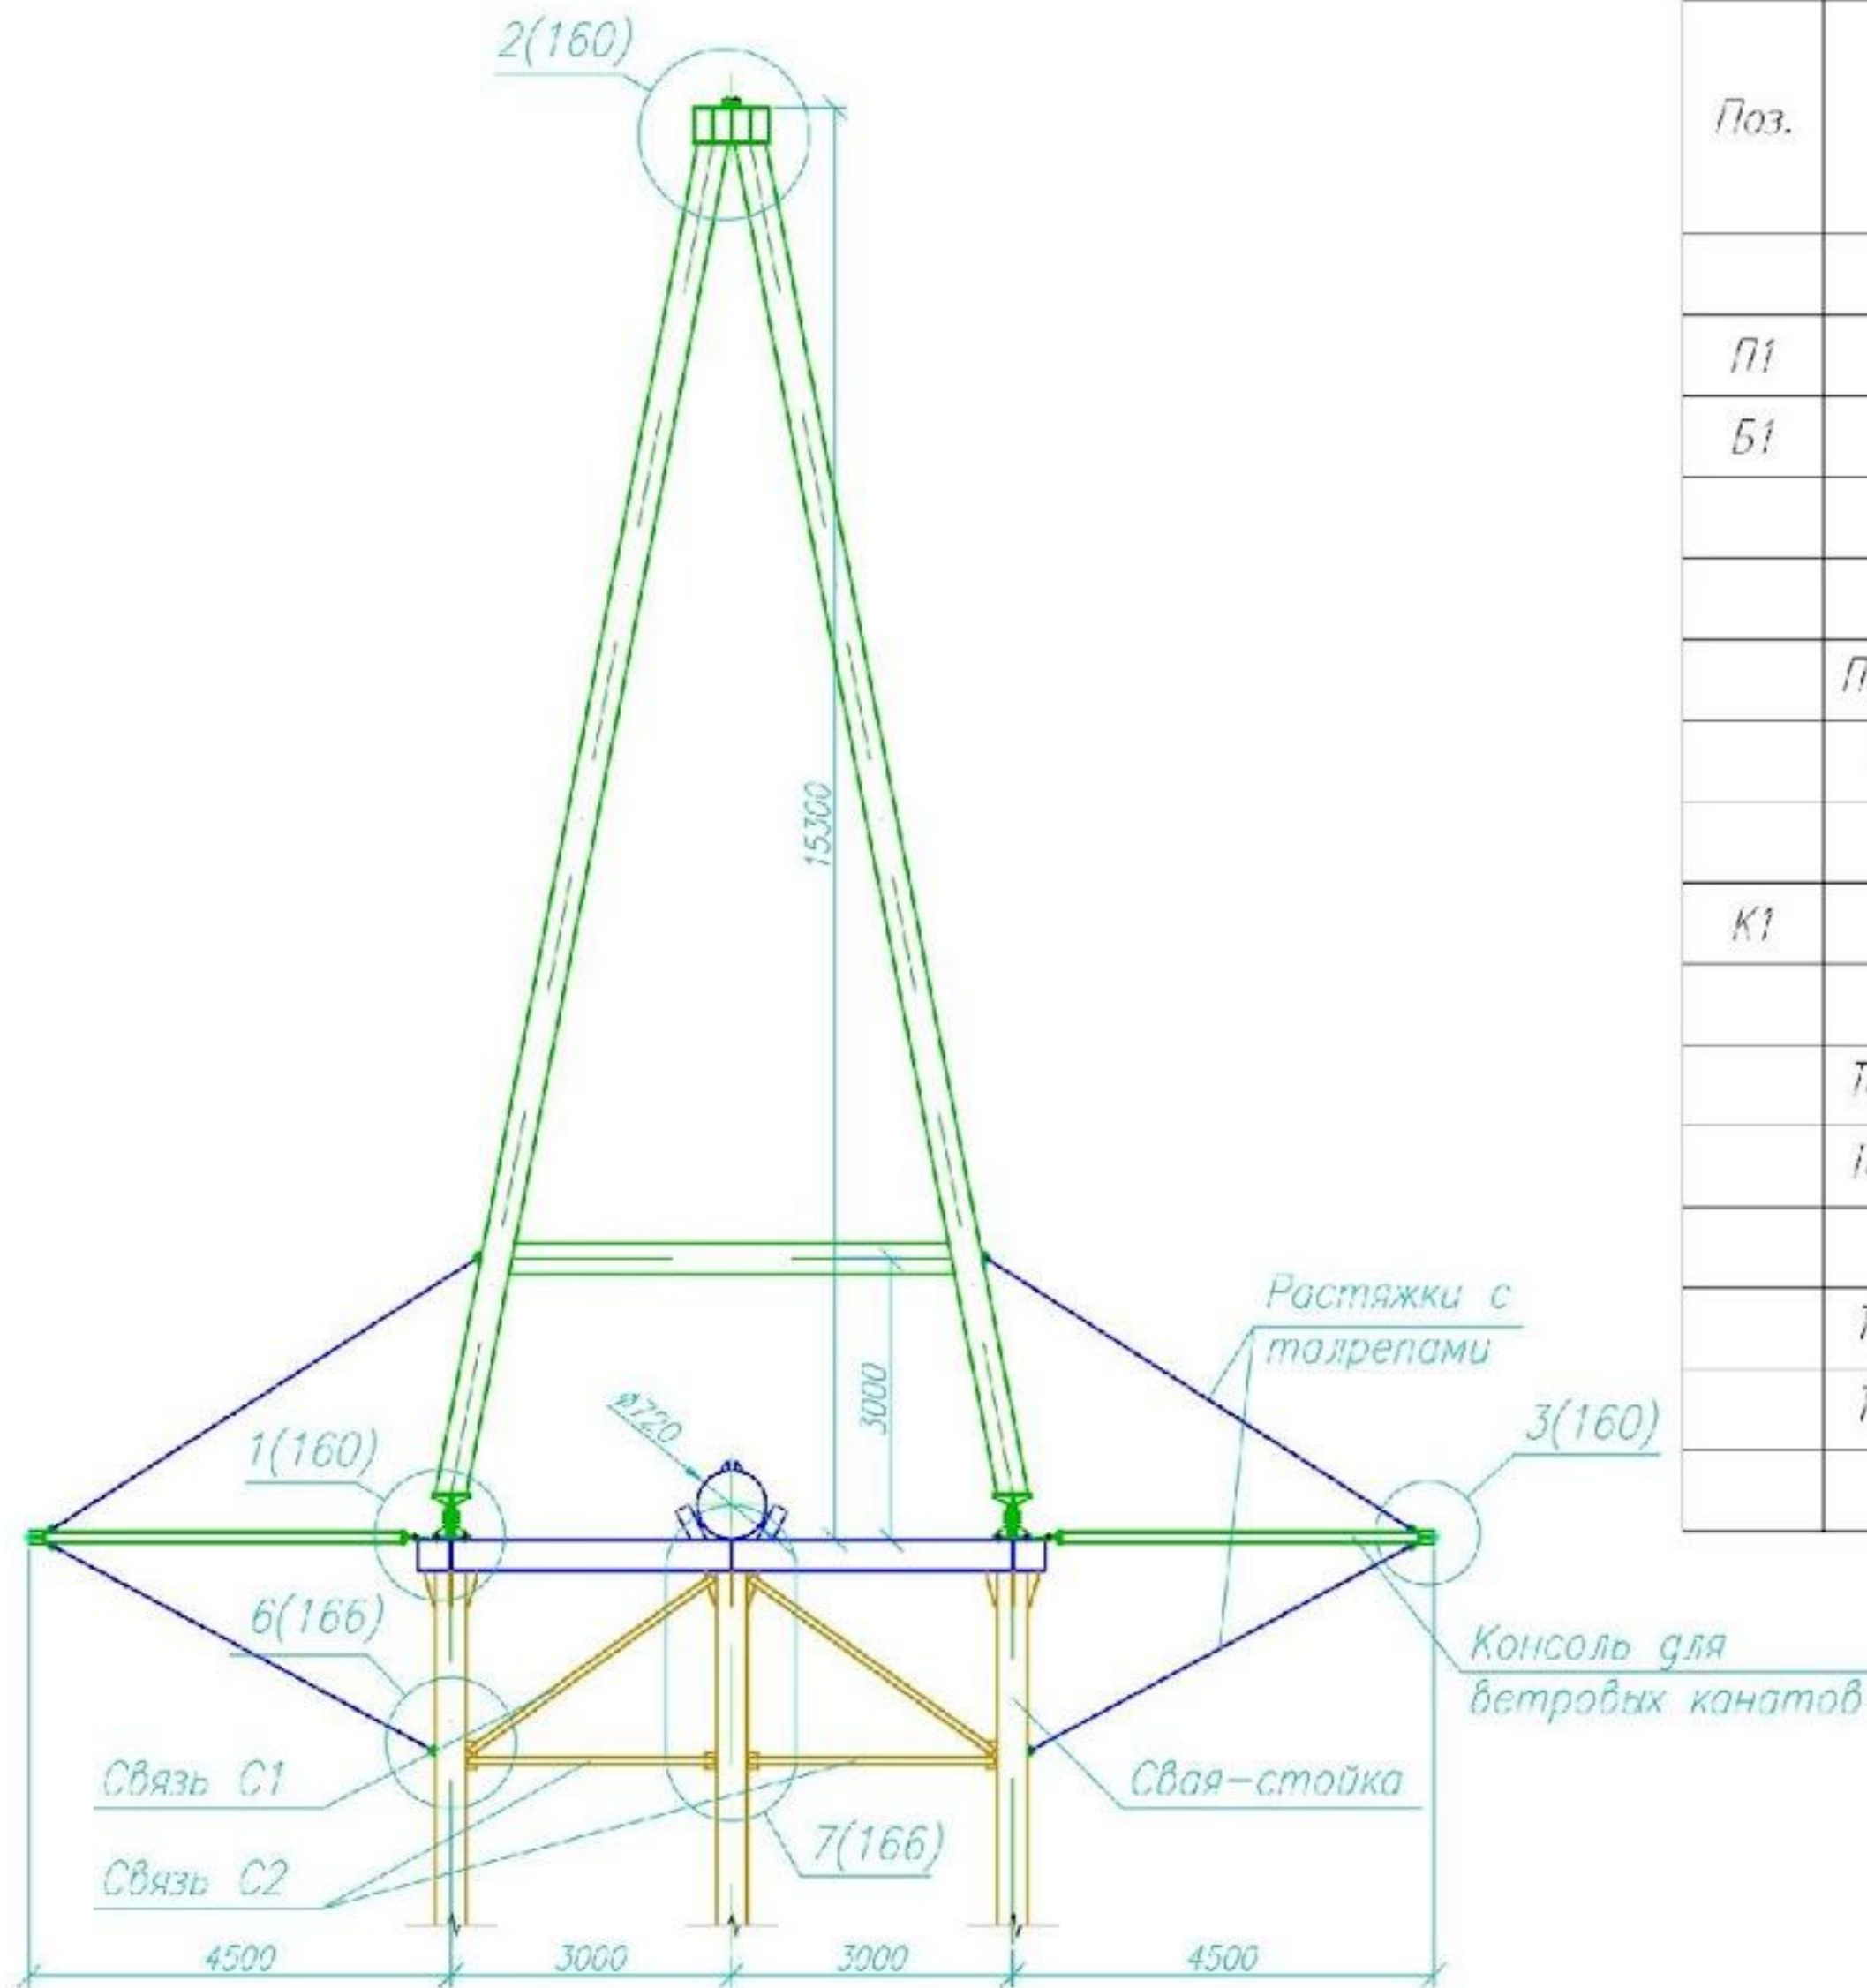 2(160)
Поз.
П1
Б1
15300
К1
Растяжки с
талрепами
3000
ø720
1(160)
3(160)
6(166)
Консоль для
ветровых канатов
Связь С1
Свая-стойка
7(166)
Связь С2
4500
3000
3000
4500